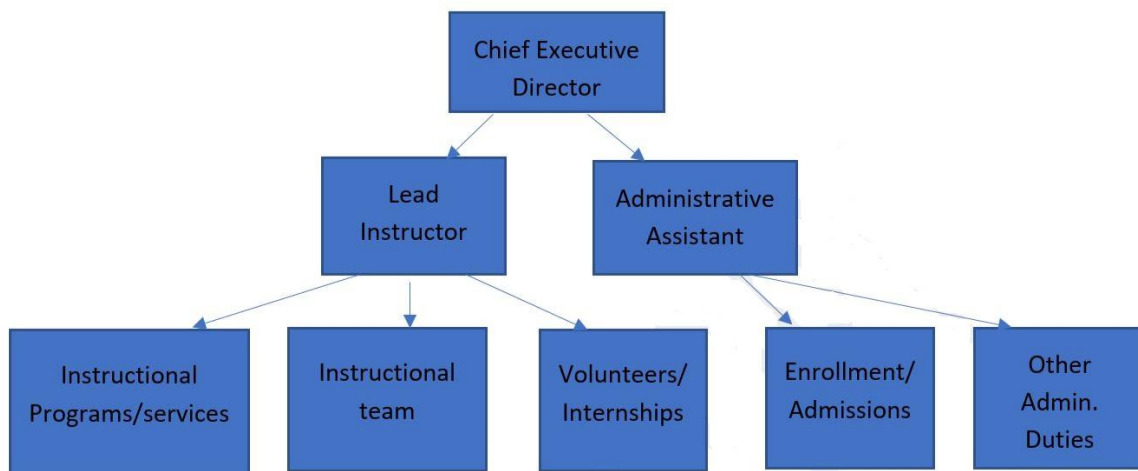 Chief Executive
Director
Lead
Instructor
Administrative
Assistant
Instructional
Programs/services
Instructional
team
Volunteers/
Internships
Enrollment/
Admissions
Other
Admin.
Duties